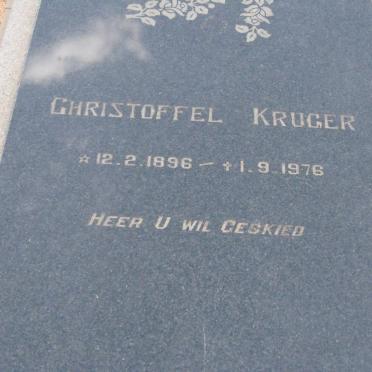 CHRISTOFFEL KRUGER
☆ 12.2.1896 – ✝ 1.9.1976
HEER U WIL GESKIED